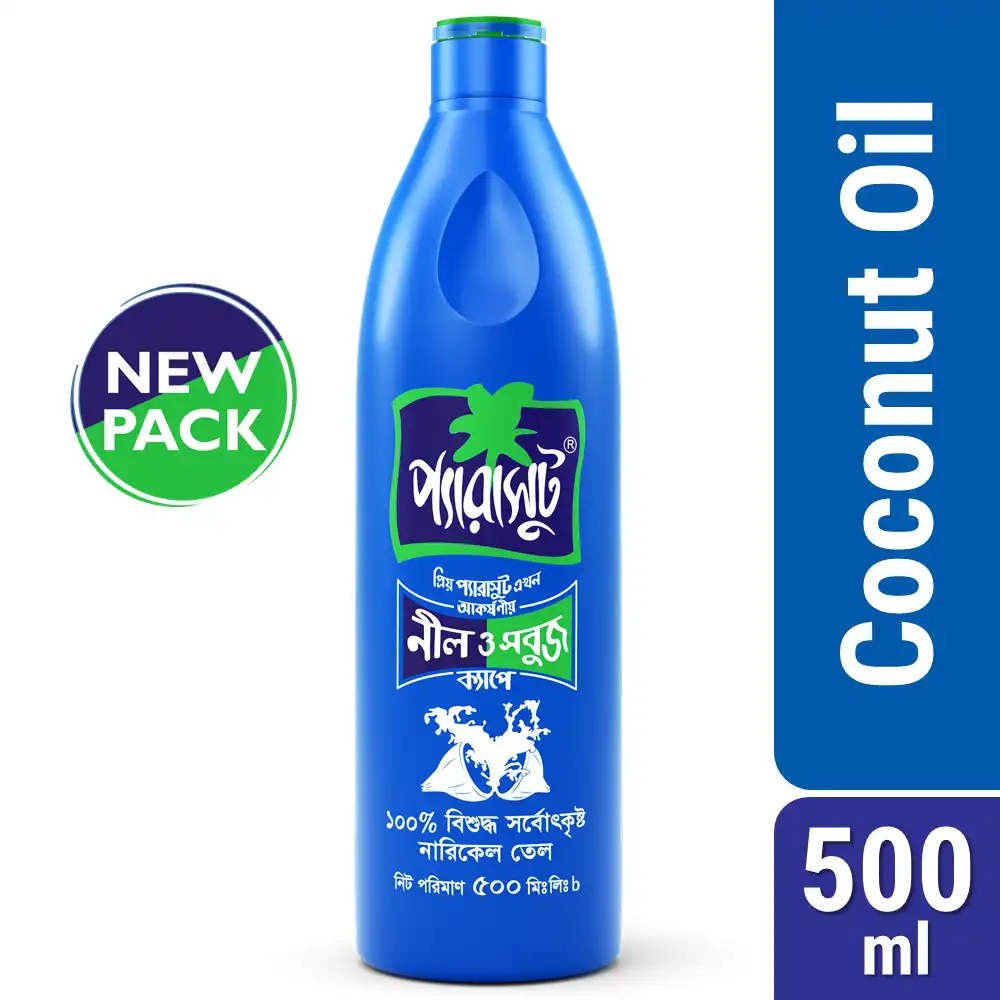 NEW
PACK
প্যারাসুট®
প্রিয় প্যারাসুট এখন
আকর্ষণীয়
নীল ও সবুজ
ক্যাপে
১০০% বিশুদ্ধ সর্বোৎকৃষ্ট
নারিকেল তেল
নিট পরিমাণ ৫০০ মিঃলিঃb
Coconut Oil
500
ml